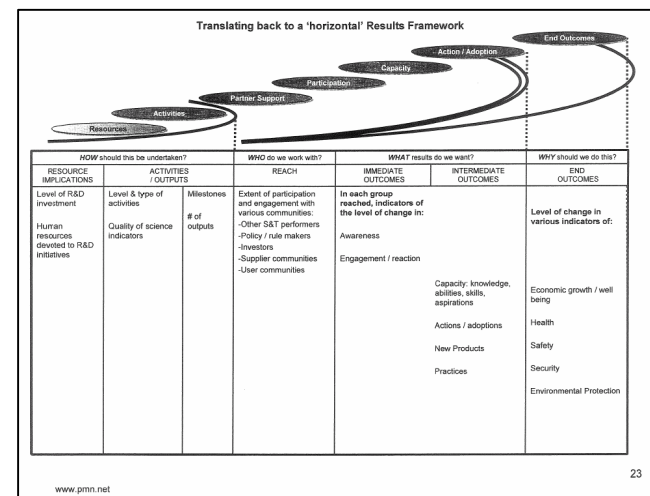 Translating back to a 'horizontal' Results Framework
End Outcomes
Action / Adoption
Capacity
Participation
Partner Support
Activities
Resources
HOW should this be undertaken?
WHO do we work with?
WHAT results do we want?
WHY should we do this?
RESOURCE
IMPLICATIONS
ACTIVITIES
/ OUTPUTS
REACH
IMMEDIATE
OUTCOMES
INTERMEDIATE
OUTCOMES
END
OUTCOMES
Level of R&D
investment
Human
resources
devoted to R&D
initiatives
Level & type of
activities
Quality of science
indicators
Milestones
# of
outputs
Extent of participation
and engagement with
various communities:
-Other S&T performers
-Policy / rule makers
-Investors
-Supplier communities
-User communities
In each group
reached, indicators of
the level of change in:
Awareness
Engagement / reaction
Capacity: knowledge,
abilities, skills,
aspirations
Actions / adoptions
New Products
Practices
Level of change in
various indicators of:
Economic growth / well
being
Health
Safety
Security
Environmental Protection
23
www.pmn.net